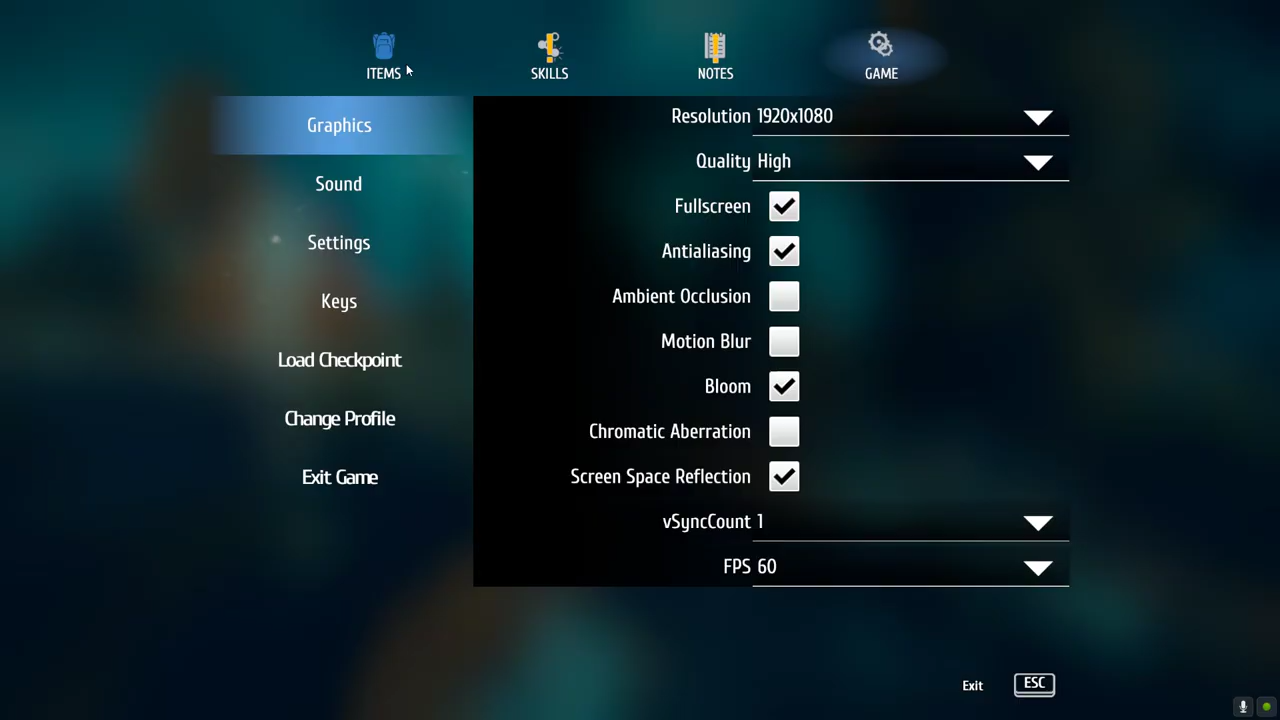 ITEMS
SKILLS
NOTES
GAME
Graphics
Sound
Settings
Keys
Load Checkpoint
Change Profile
Exit Game
Resolution 1920x1080
Quality High
Fullscreen
Antialiasing
Ambient Occlusion
Motion Blur
Bloom
Chromatic Aberration
Screen Space Reflection
vSyncCount 1
FPS 60
Exit ESC